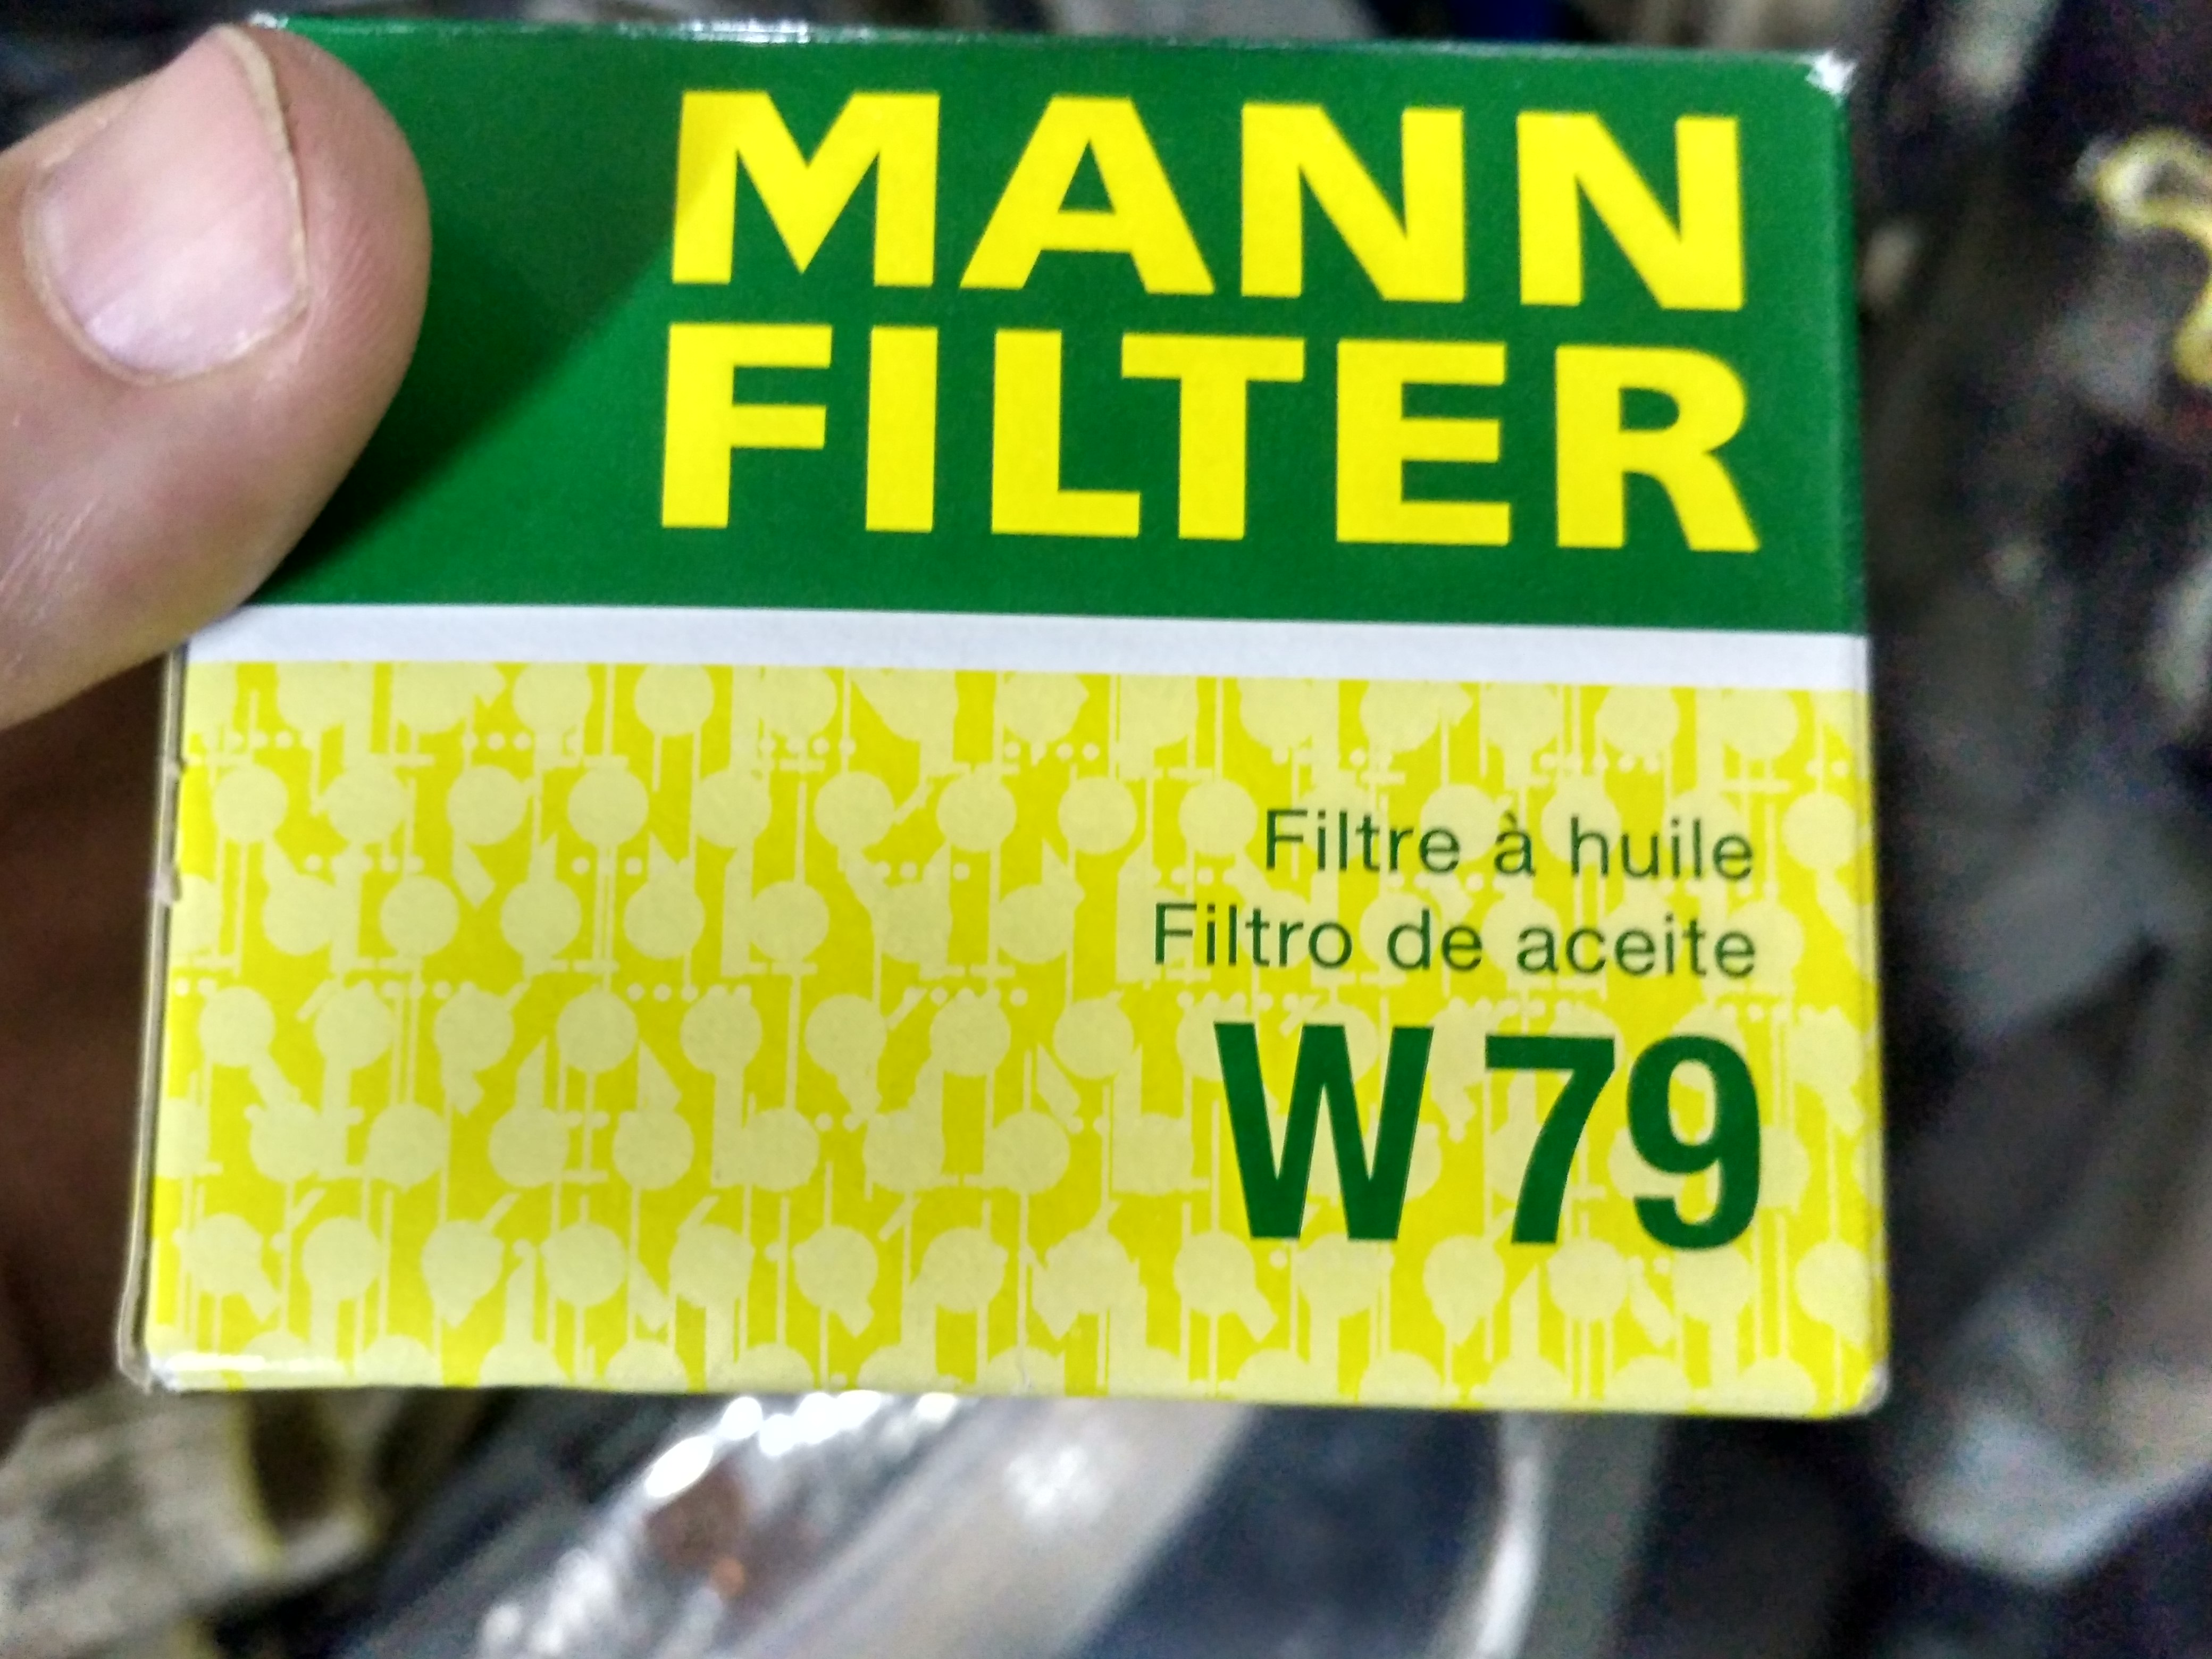 MANN
FILTER
Filtre à huile
Filtro de aceite
W 79